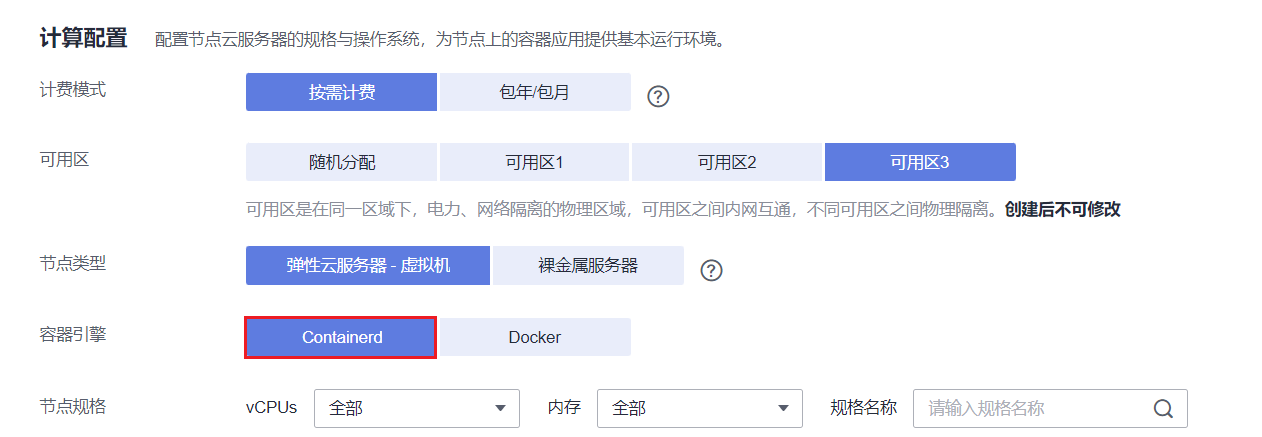 计算配置 配置节点云服务器的规格与操作系统，为节点上的容器应用提供基本运行环境。
计费模式 按需计费 包年/包月 ?
可用区 随机分配 可用区1 可用区2 可用区3
可用区是在同一区域下，电力、网络隔离的物理区域，可用区之间内网互通，不同可用区之间物理隔离。创建后不可修改
节点类型 弹性云服务器 - 虚拟机 裸金属服务器 ?
容器引擎 Containerd Docker
节点规格 vCPUs 全部 内存 全部 规格名称 请输入规格名称